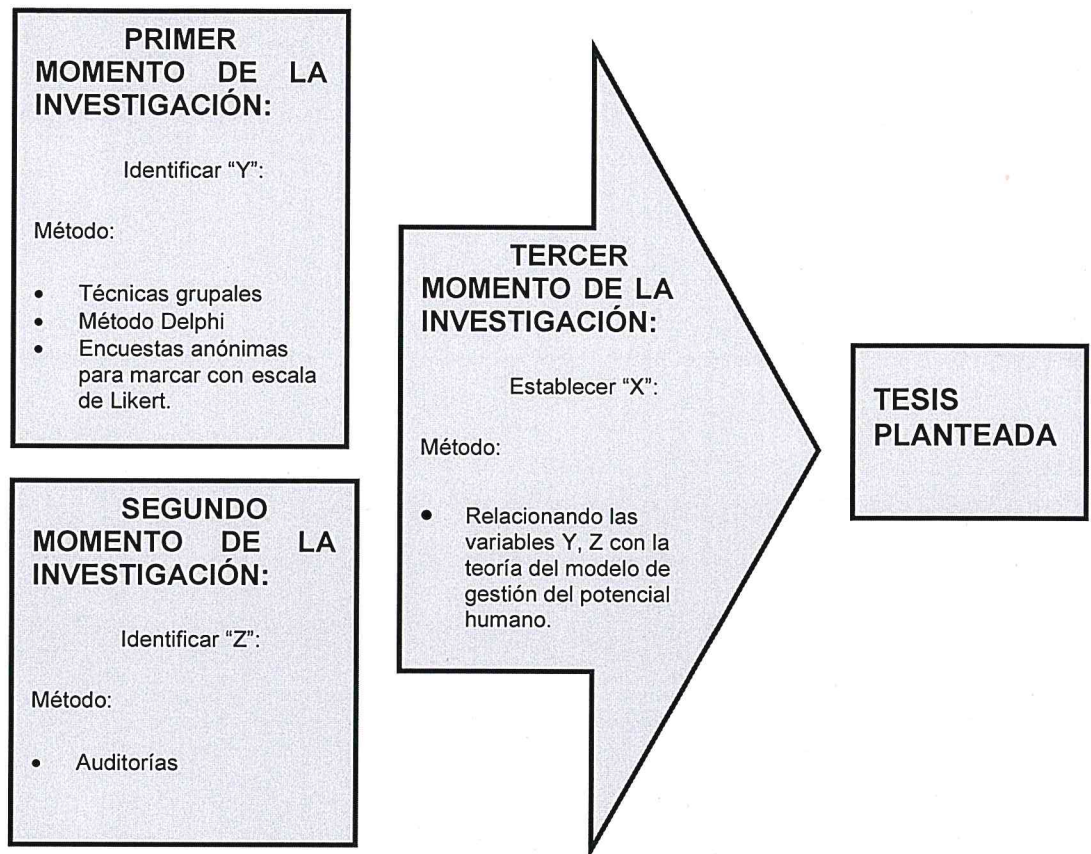 PRIMER
MOMENTO DE LA
INVESTIGACIÓN:
Identificar “Y”:
Método:
• Técnicas grupales
• Método Delphi
• Encuestas anónimas
para marcar con escala
de Likert.
SEGUNDO
MOMENTO DE LA
INVESTIGACIÓN:
Identificar “Z”:
Método:
• Auditorías
TERCER
MOMENTO DE LA
INVESTIGACIÓN:
Establecer “X”:
Método:
• Relacionando las
variables Y, Z con la
teoría del modelo de
gestión del potencial
humano.
TESIS
PLANTEADA